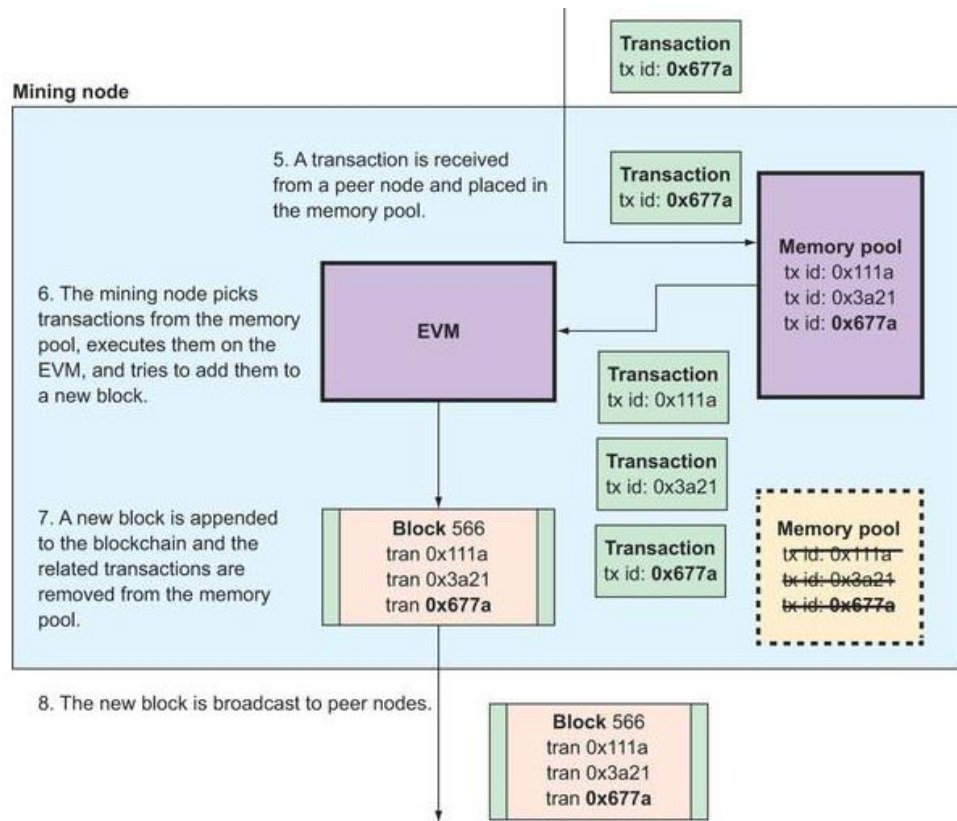 Transaction
tx id: 0x677a
Mining node
5. A transaction is received
from a peer node and placed in
the memory pool.
Transaction
tx id: 0x677a
Memory pool
tx id: 0x111a
tx id: 0x3a21
tx id: 0x677a
6. The mining node picks
transactions from the memory
pool, executes them on the
EVM, and tries to add them to
a new block.
EVM
Transaction
tx id: 0x111a
Transaction
tx id: 0x3a21
Transaction
tx id: 0x677a
7. A new block is appended
to the blockchain and the
related transactions are
removed from the memory
pool.
Block 566
tran 0x111a
tran 0x3a21
tran 0x677a
Memory pool
tx id: 0x111a
tx id: 0x3a21
tx id: 0x677a
8. The new block is broadcast to peer nodes.
Block 566
tran 0x111a
tran 0x3a21
tran 0x677a